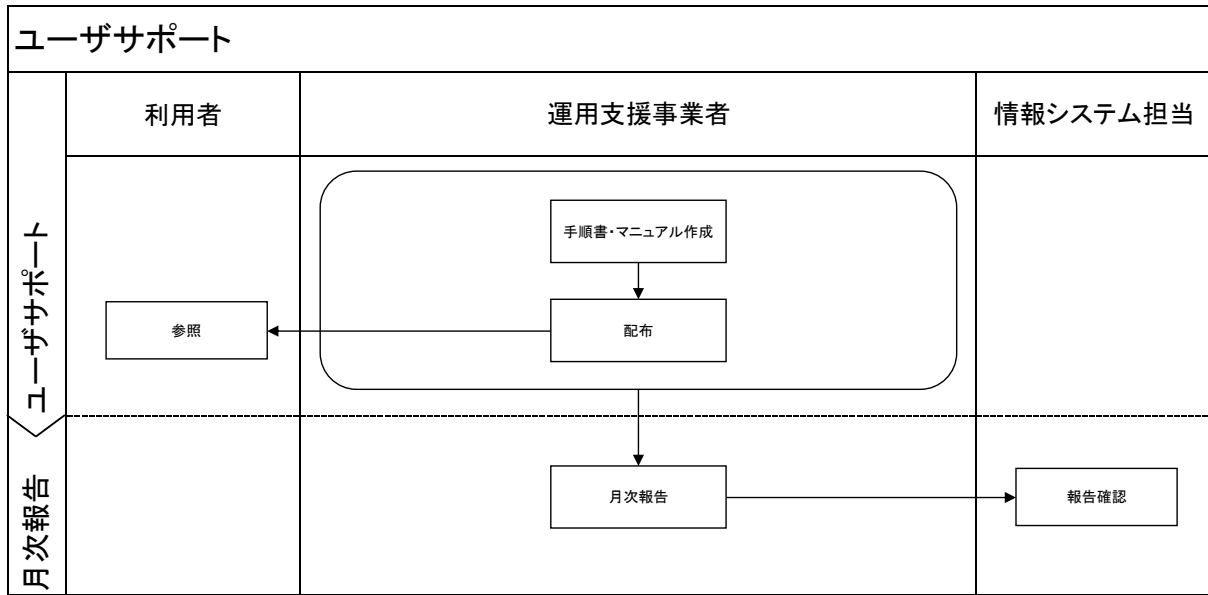 ユーザサポート
利用者
運用支援事業者
情報システム担当
ユーザサポート
手順書・マニュアル作成
参照
配布
月次報告
月次報告
報告確認